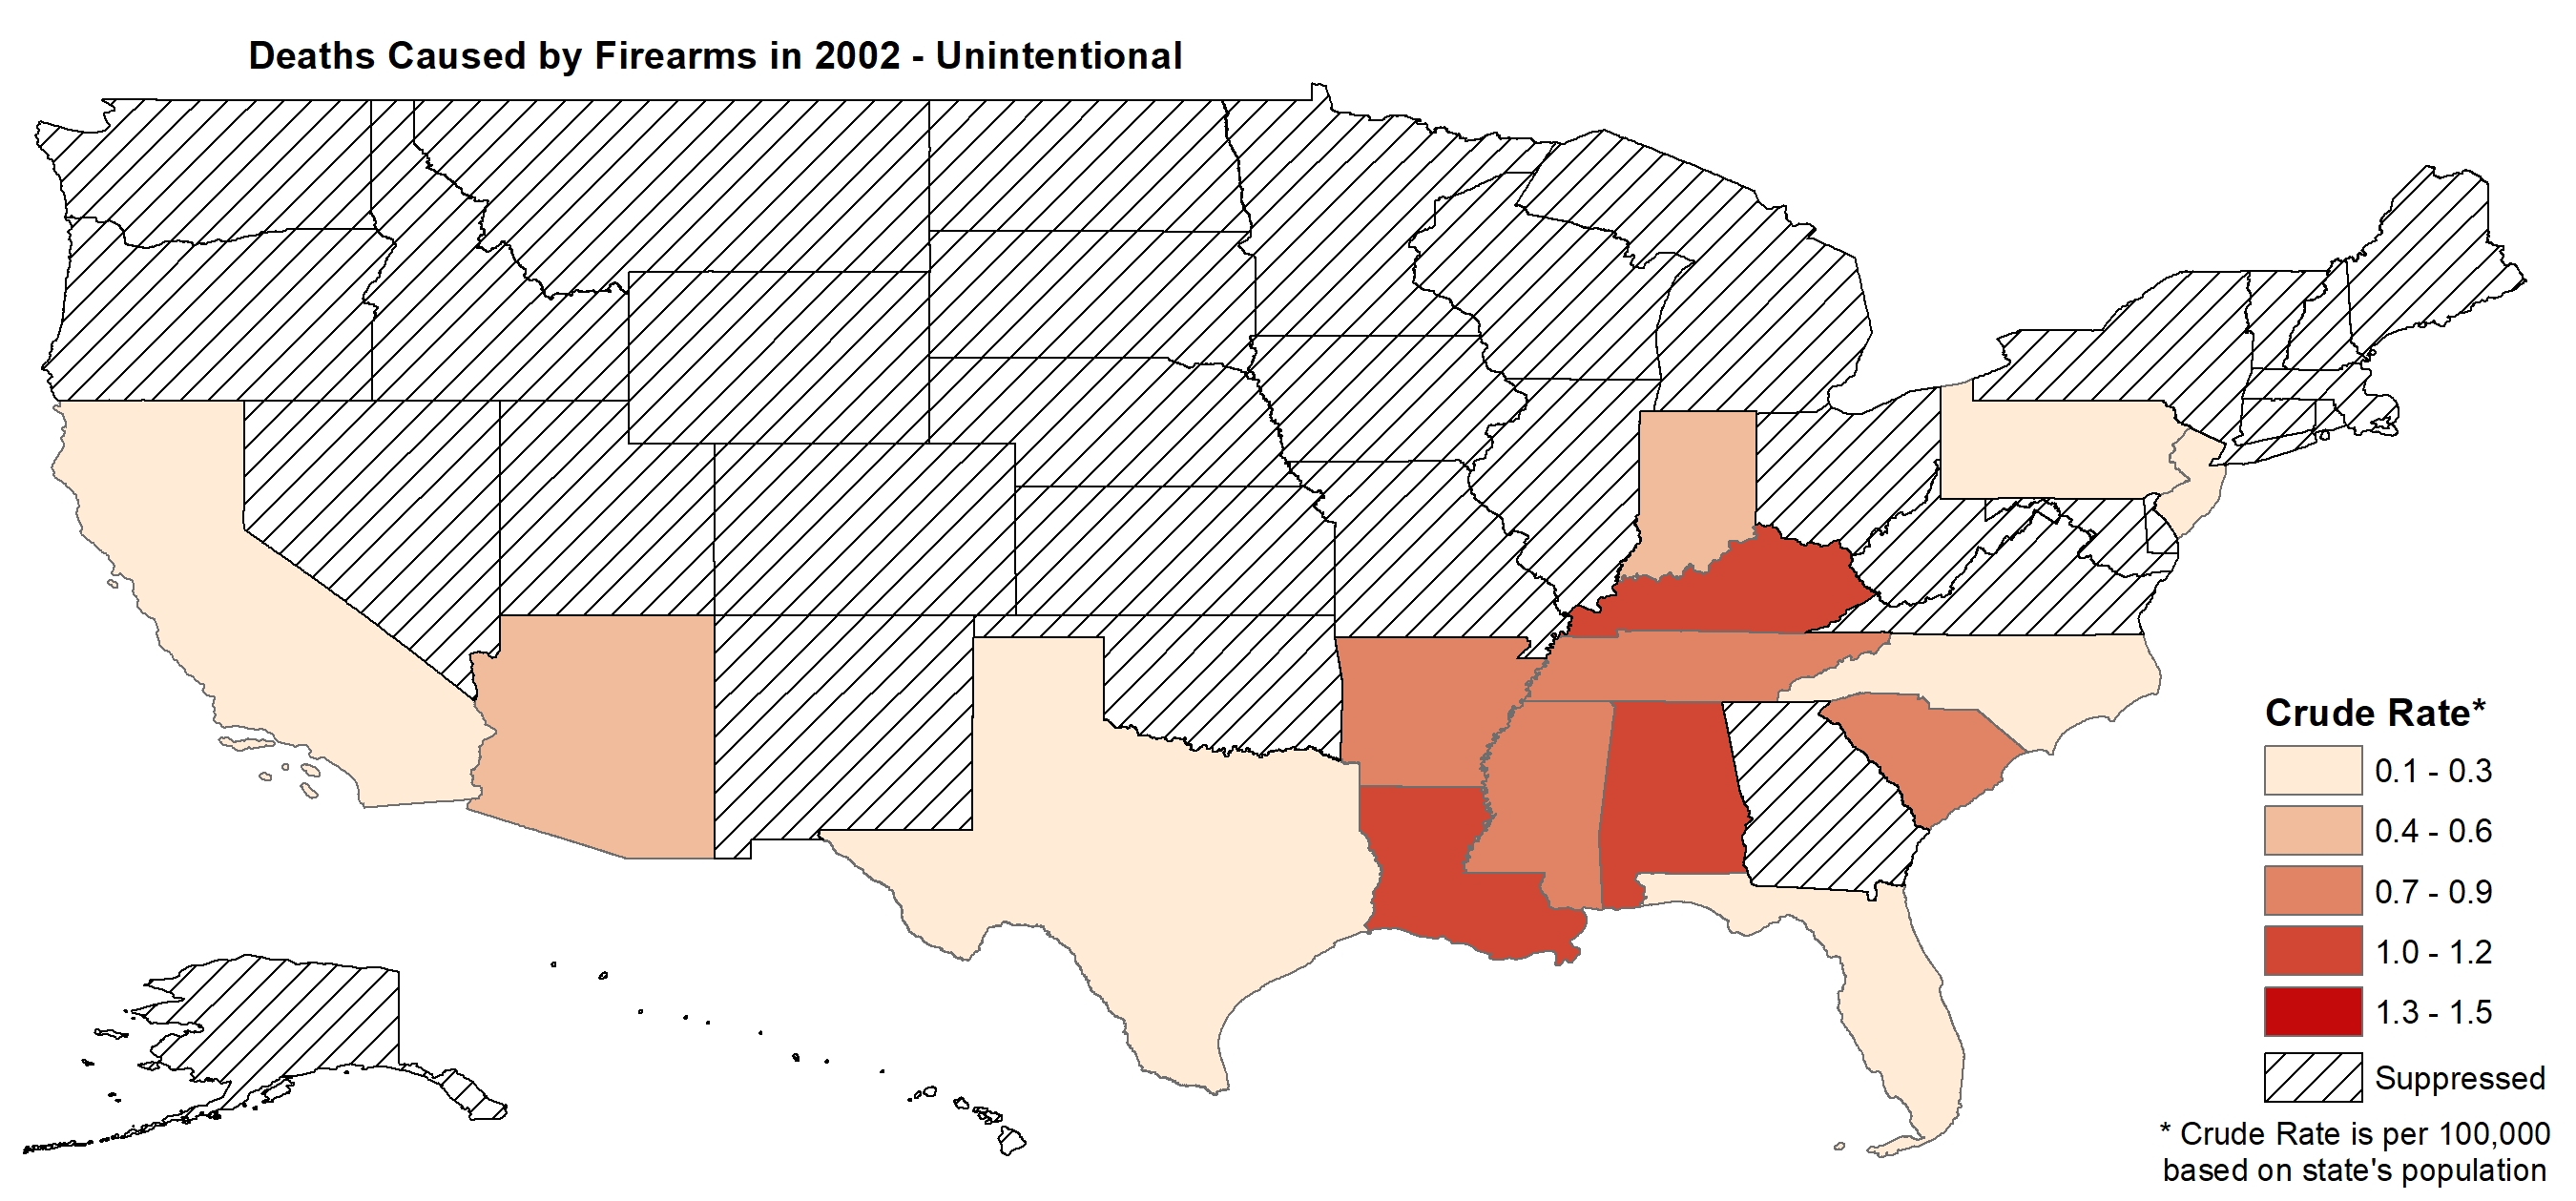 Deaths Caused by Firearms in 2002 - Unintentional
Crude Rate*
0.1 - 0.3
0.4 - 0.6
0.7 - 0.9
1.0 - 1.2
1.3 - 1.5
Suppressed
* Crude Rate is per 100,000
based on state's population